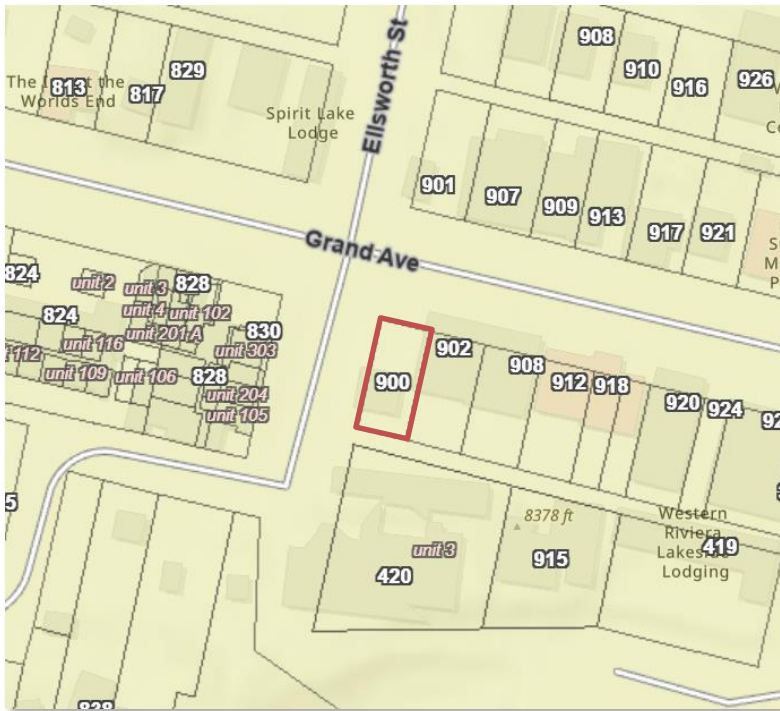 908
910
916
926
829
813
817
The I
t the
Worlds End
Spirit Lake
Lodge
Ellsworth St
901
907
909
913
917
921
Grand Ave
824
unit 2
unit 3
828
unit 4
unit 102
824
unit 201 A
830
unit 116
unit 303
112
unit 109
unit 106
828
unit 204
unit 105
902
900
908
912
918
920
924
8378 ft
unit 3
420
915
Western
Riviera
Lakeside
Lodging
419